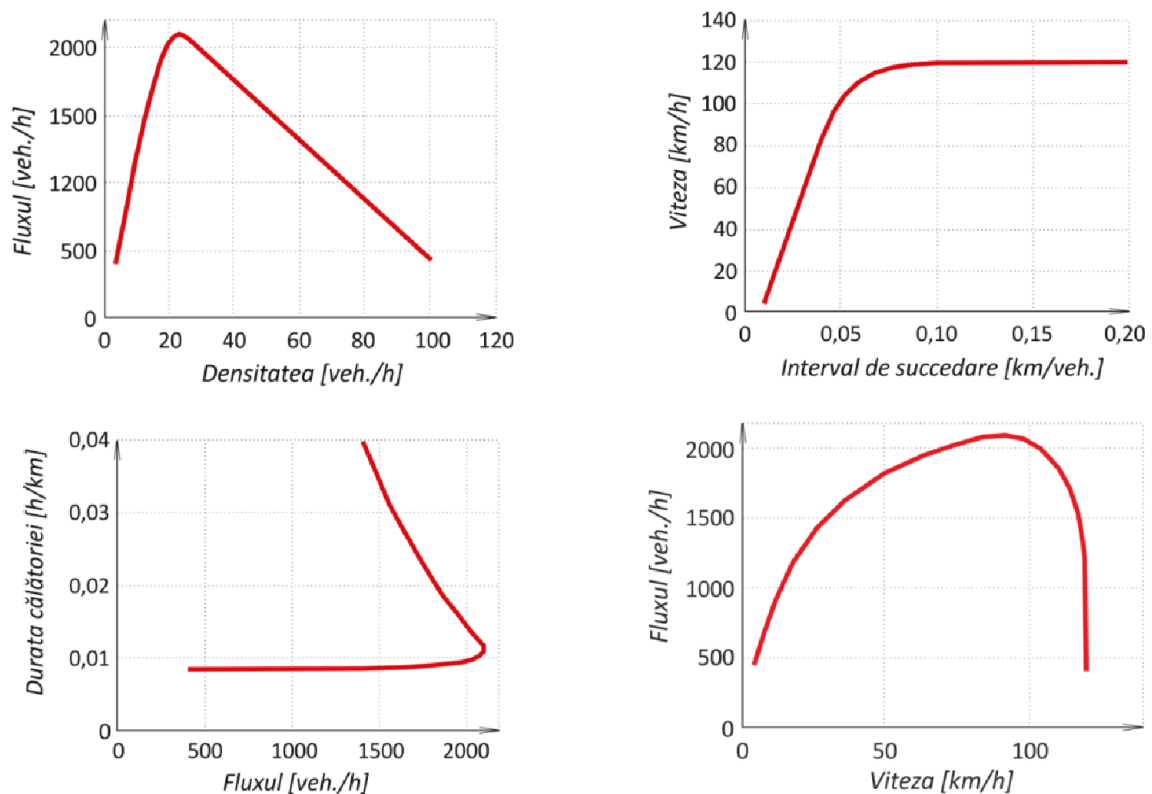 2000
1500
1200
500
0
Fluxul [veh./h]
0 20 40 60 80 100 120
Densitatea [veh./h]
140
120
100
80
60
40
20
0
Viteza [km/h]
0 0,05 0,10 0,15 0,20
Interval de succedare [km/veh.]
0,04
0,03
0,02
0,01
0
Durata călătoriei [h/km]
0 500 1000 1500 2000
Fluxul [veh./h]
2000
1500
1000
500
0
Fluxul [veh./h]
0 50 100
Viteza [km/h]